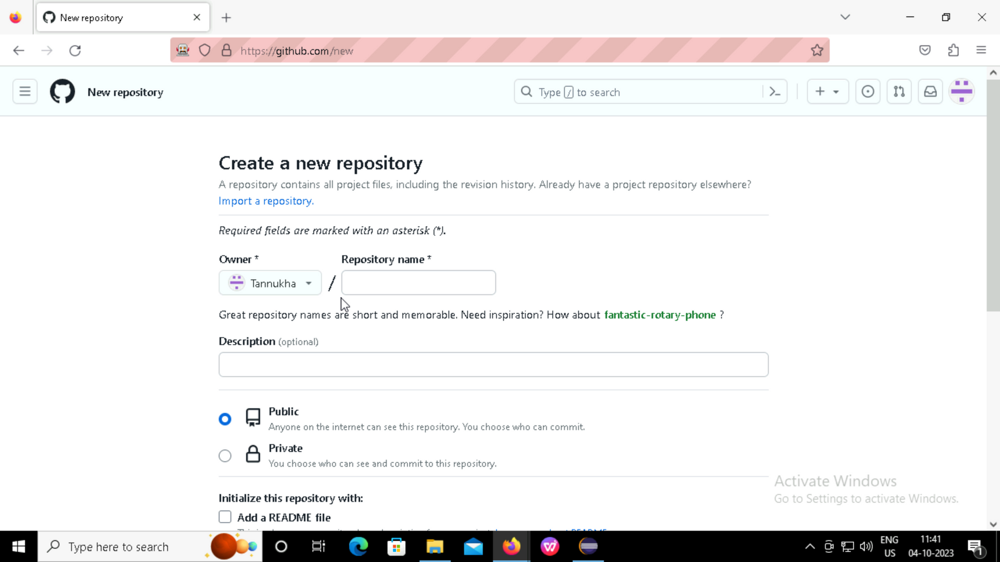 New repository
https://github.com/new
New repository
Type / to search
Create a new repository
A repository contains all project files, including the revision history. Already have a project repository elsewhere?
Import a repository.
Required fields are marked with an asterisk (*).
Owner *
Repository name *
Tannukha
/
Great repository names are short and memorable. Need inspiration? How about fantastic-rotary-phone ?
Description (optional)
Public
Anyone on the internet can see this repository. You choose who can commit.
Private
You choose who can see and commit to this repository.
Initialize this repository with:
Add a README file
Activate Windows
Go to Settings to activate Windows.
Type here to search
ENG
US
11:41
04-10-2023
1